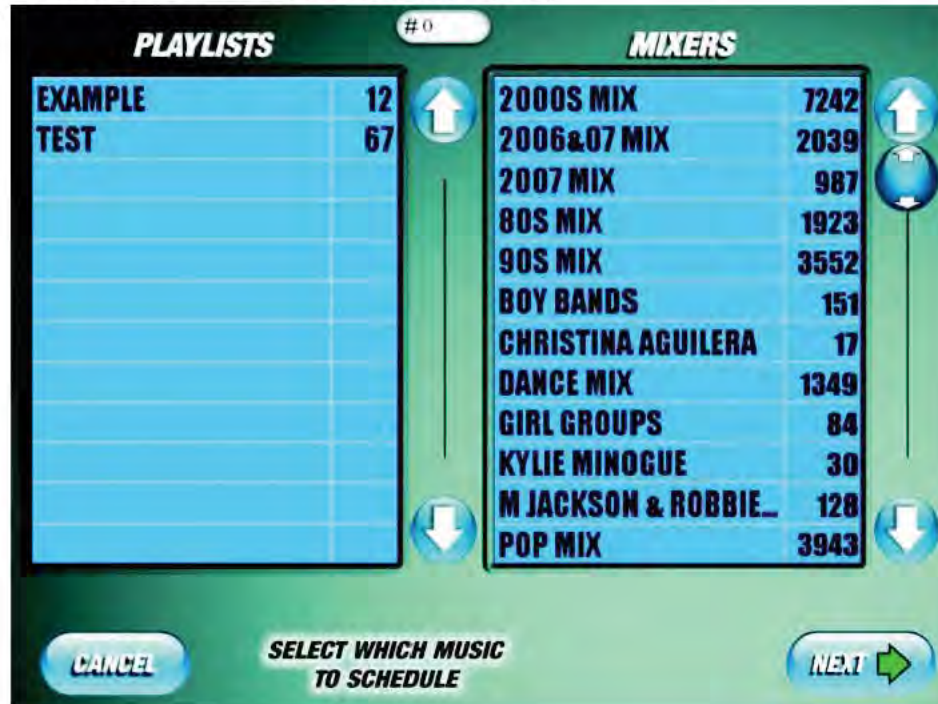 #0
PLAYLISTS
EXAMPLE 12
TEST 67
MIXERS
2000S MIX 7242
2006&07 MIX 2039
2007 MIX 987
80S MIX 1923
90S MIX 3552
BOY BANDS 151
CHRISTINA AGUILERA 17
DANCE MIX 1349
GIRL GROUPS 84
KYLIE MINOGUE 30
M JACKSON & ROBBIE... 128
POP MIX 3943
CANCEL
SELECT WHICH MUSIC
TO SCHEDULE
NEXT